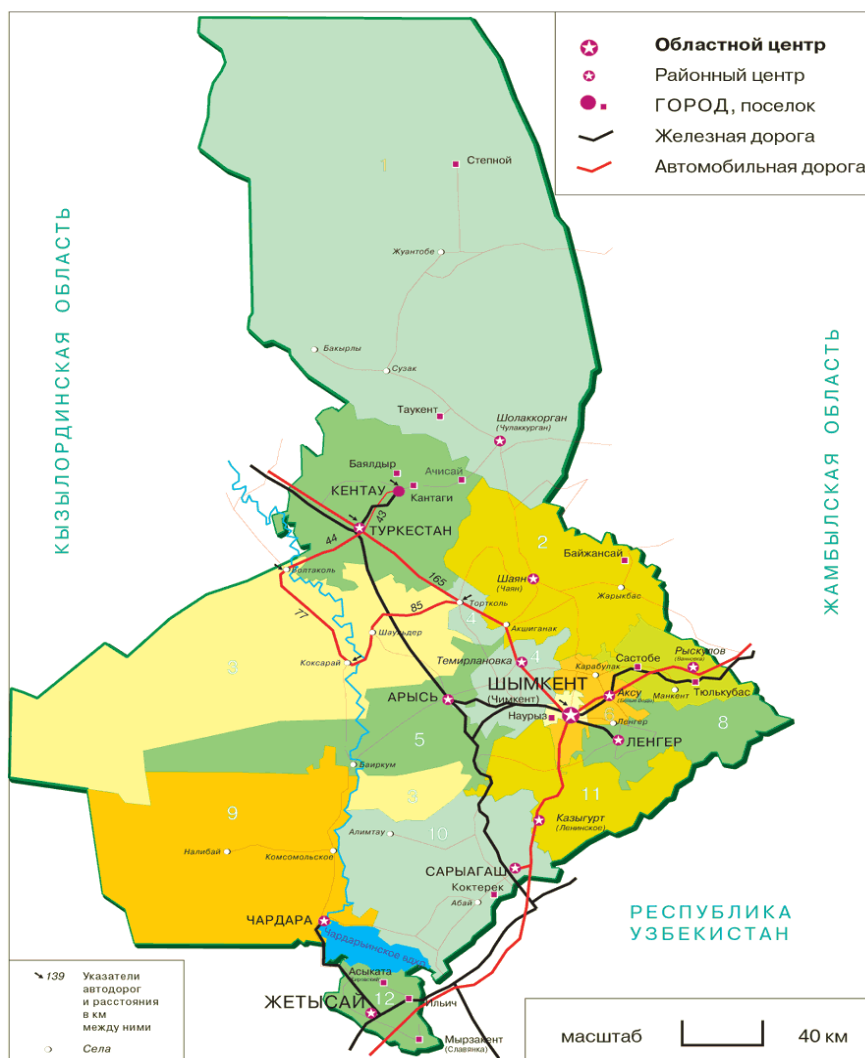 Областной центр
Районный центр
ГОРОД, поселок
Железная дорога
Автомобильная дорога
КЫЗЫЛОРДИНСКАЯ ОБЛАСТЬ
ЖАМБЫЛСКАЯ ОБЛАСТЬ
1
Степной
Жуантобе
Бакырлы
Сузак
Таукент
Шолаккорган
(Чулаккурган)
Баялдыр
Ачисай
КЕНТАУ
Кантаги
43
ТУРКЕСТАН
44
2
Байжансай
165
Шаян
(Чаян)
Жарыкбас
77
85
Тортколь
4
Акшиганак
Шаульдер
Коксарай
3
Темирлановка
4
Карабулак
Састобе
Рыскулов
ШЫМКЕНТ
(Чимкент)
Аксу
Манкент
Тюлькубас
АРЫСЬ
Наурыз
Ленгер
ЛЕНГЕР
8
5
Баиркум
3
11
9
10
Казыгурт
(Ленинское)
Алимтау
Налибай
Комсомольское
САРЫАГАШ
Коктерек
Абай
ЧАРДАРА
Чардарьинское вдхр.
РЕСПУБЛИКА
УЗБЕКИСТАН
Асыката
12
Ильич
ЖЕТЫСАЙ
Мырзакент
(Славянка)
139
Указатели
автодорог
и расстояния
в км
между ними
Села
масштаб
40 км